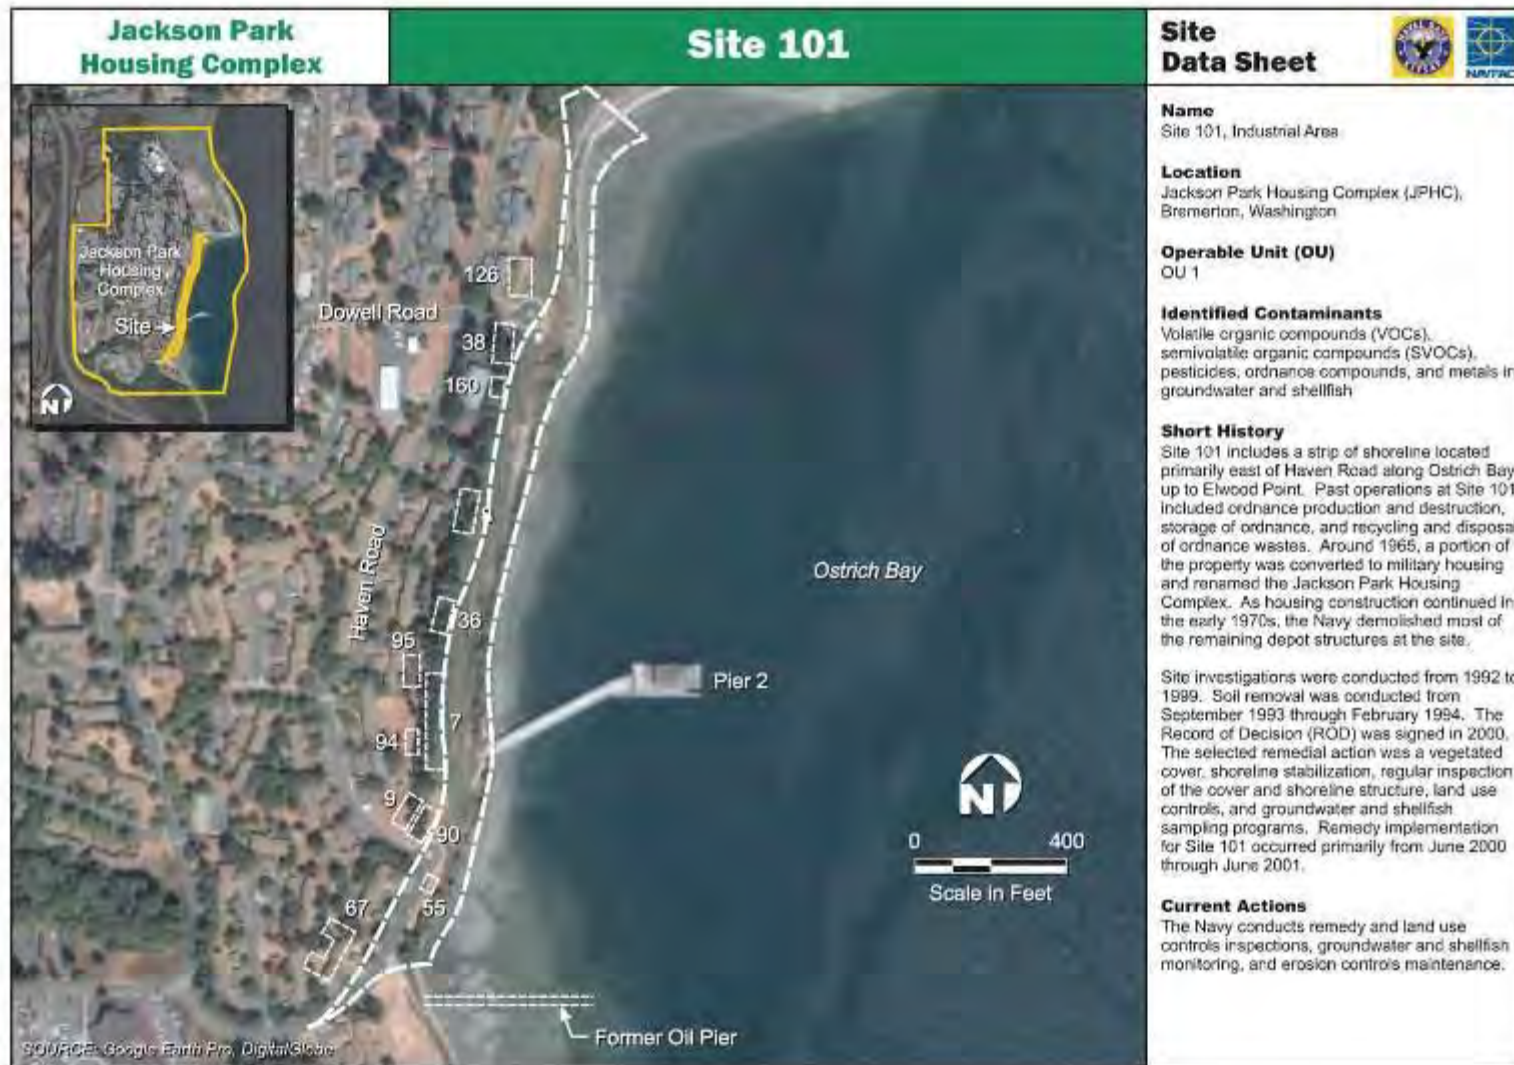 Jackson Park
Housing Complex
Site 101
Site
Data Sheet
NAVFAC
Jackson Park
Housing
Complex
Site
N
126
Dowell Road
38
160
Haven Road
36
95
7
94
9
90
55
67
Ostrich Bay
Pier 2
N
0 400
Scale in Feet
Former Oil Pier
SOURCE: Google Earth Pro, DigitalGlobe
Name
Site 101, Industrial Area
Location
Jackson Park Housing Complex (JPHC),
Bremerton, Washington
Operable Unit (OU)
OU 1
Identified Contaminants
Volatile organic compounds (VOCs),
semivolatile organic compounds (SVOCs),
pesticides, ordnance compounds, and metals in
groundwater and shellfish
Short History
Site 101 includes a strip of shoreline located
primarily east of Haven Road along Ostrich Bay
up to Elwood Point. Past operations at Site 101
included ordnance production and destruction,
storage of ordnance, and recycling and disposal
of ordnance wastes. Around 1965, a portion of
the property was converted to military housing
and renamed the Jackson Park Housing
Complex. As housing construction continued in
the early 1970s, the Navy demolished most of
the remaining depot structures at the site.
Site investigations were conducted from 1992 to
1999. Soil removal was conducted from
September 1993 through February 1994. The
Record of Decision (ROD) was signed in 2000.
The selected remedial action was a vegetated
cover, shoreline stabilization, regular inspection
of the cover and shoreline structure, land use
controls, and groundwater and shellfish
sampling programs. Remedy implementation
for Site 101 occurred primarily from June 2000
through June 2001.
Current Actions
The Navy conducts remedy and land use
controls inspections, groundwater and shellfish
monitoring, and erosion controls maintenance.